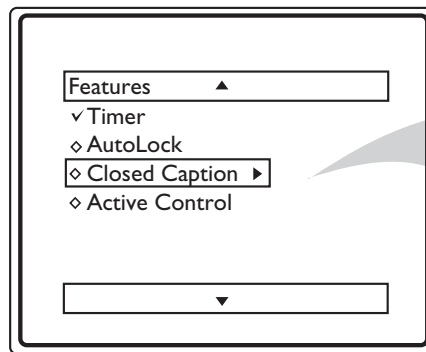 Features
Timer
AutoLock
Closed Caption
Active Control